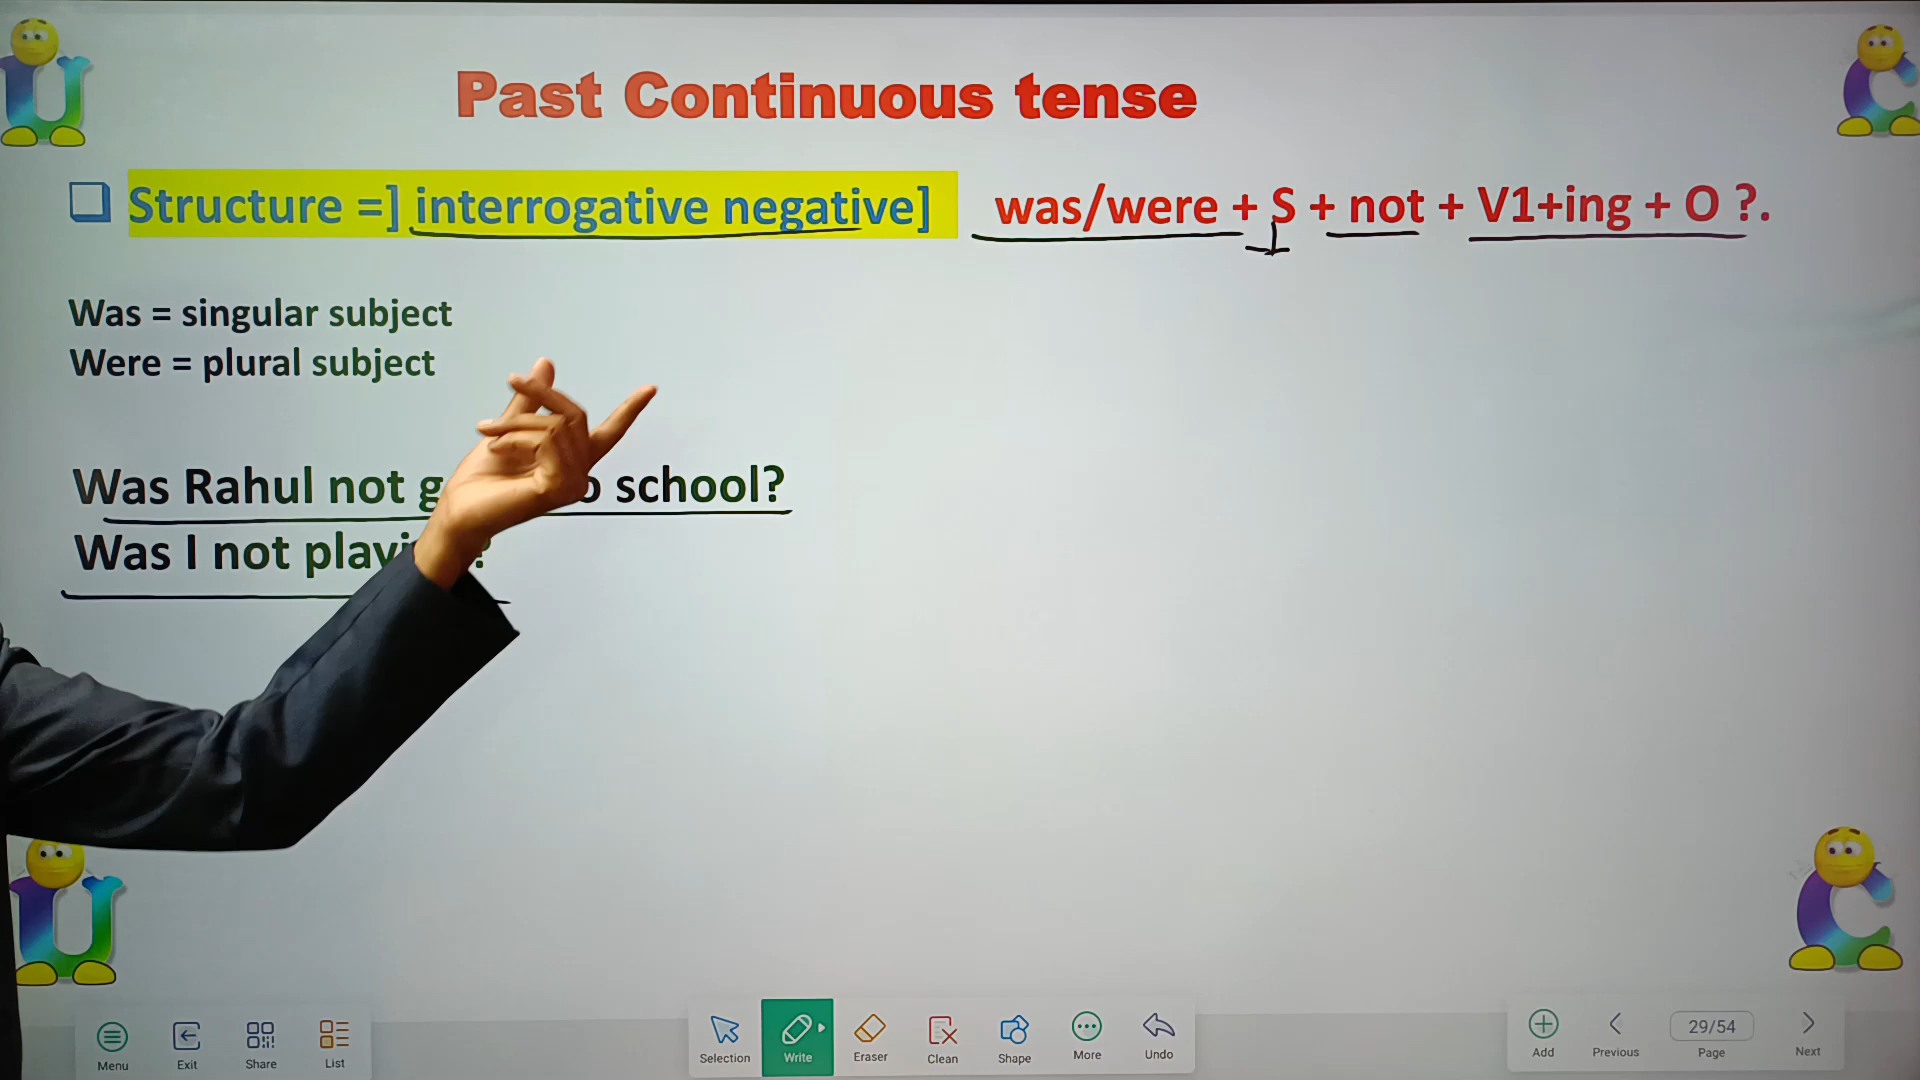 Past Continuous tense
Structure =] interrogative negative] was/were + S + not + V1+ing + O ?.
Was = singular subject
Were = plural subject
Was Rahul not school?
Was I not ?
Menu Exit Share List Selection Write Eraser Clean Shape More Undo Add Previous 29/54 Page Next
U
C
U
C